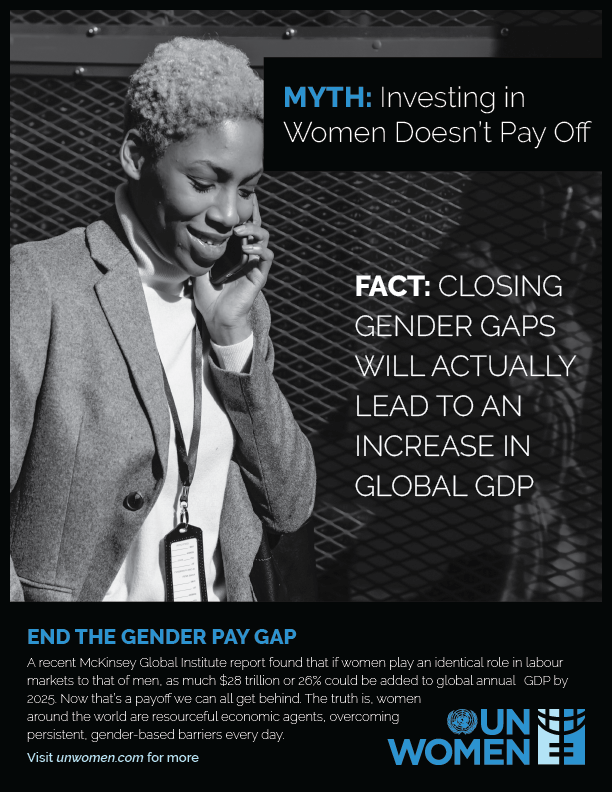 MYTH: Investing in
Women Doesn't Pay Off
FACT: CLOSING
GENDER GAPS
WILL ACTUALLY
LEAD TO AN
INCREASE IN
GLOBAL GDP
END THE GENDER PAY GAP
A recent McKinsey Global Institute report found that if women play an identical role in labour
markets to that of men, as much $28 trillion or 26% could be added to global annual GDP by
2025. Now that's a payoff we can all get behind. The truth is, women
around the world are resourceful economic agents, overcoming
persistent, gender-based barriers every day.
Visit unwomen.com for more
UN
WOMEN